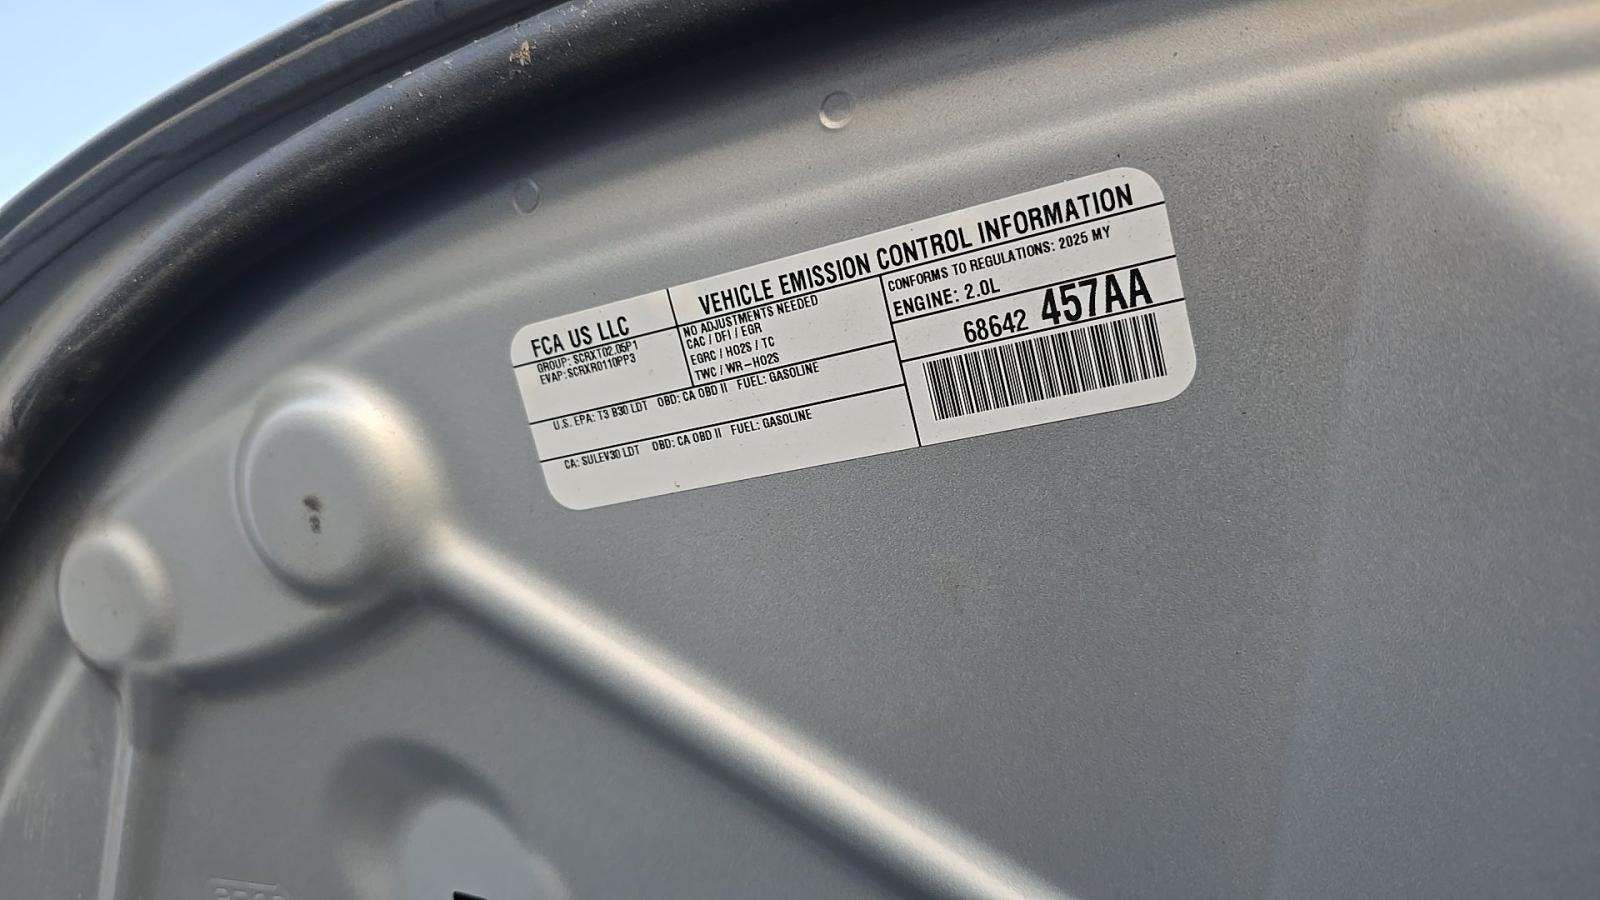 VEHICLE EMISSION CONTROL INFORMATION
FCA US LLC
GROUP: SCRXT02.05P1
EVAP: SCRXR0110PP3
NO ADJUSTMENTS NEEDED
CAC / DFI / EGR
EGRC / HO2S / TC
TWC / WR-HO2S
CONFORMS TO REGULATIONS: 2025 MY
ENGINE: 2.0L
68642 457AA
U.S. EPA: T3 B30 LDT OBD: CA OBD II FUEL: GASOLINE
CA: SULEV30 LDT OBD: CA OBD II FUEL: GASOLINE